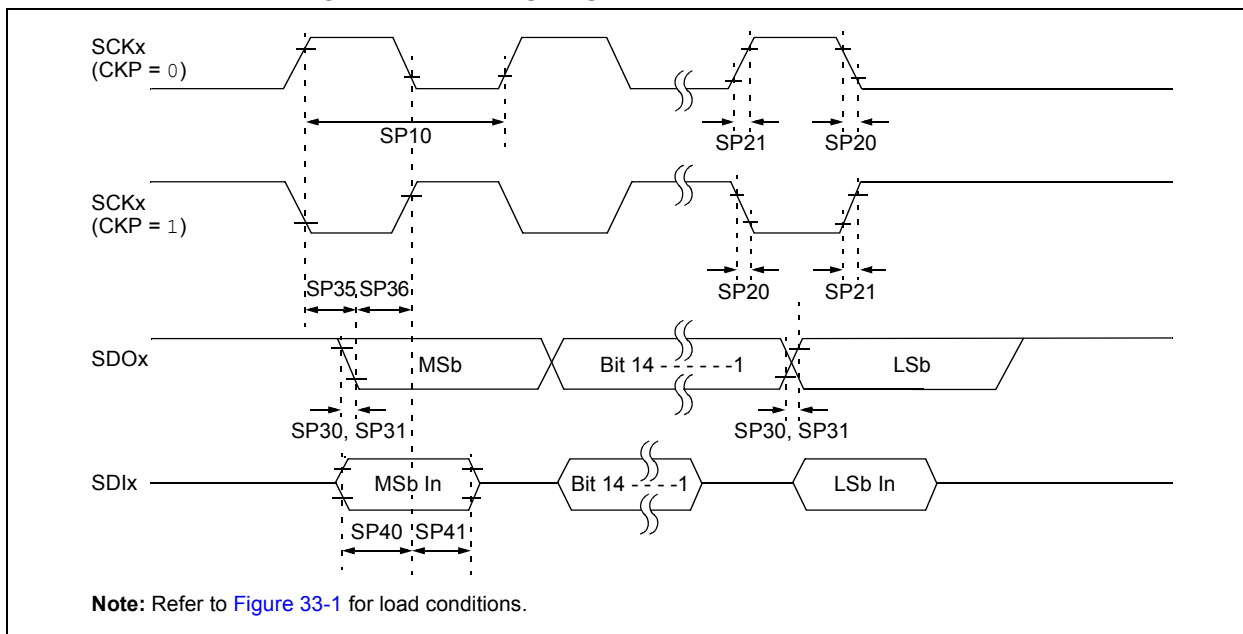 SCKx
(CKP = 0)
SP10
SP21
SP20
SCKx
(CKP = 1)
SP35
SP36
SP20
SP21
SDOx
MSb
Bit 14 - - - - - - -1
LSb
SP30, SP31
SP30, SP31
SDIx
MSb In
Bit 14 - - - - -1
LSb In
SP40
SP41
Note: Refer to Figure 33-1 for load conditions.